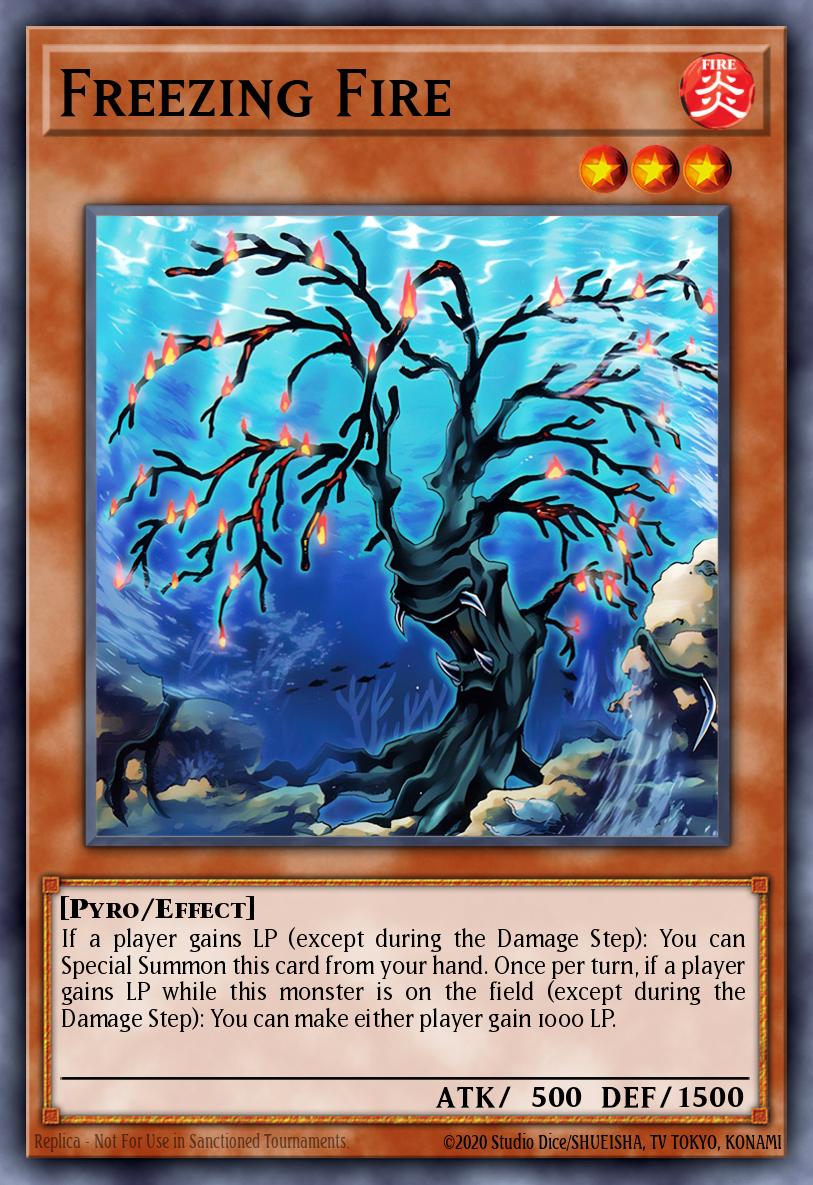 Freezing Fire
FIRE
炎
[Pyro/Effect]
If a player gains LP (except during the Damage Step): You can
Special Summon this card from your hand. Once per turn, if a player
gains LP while this monster is on the field (except during the
Damage Step): You can make either player gain 1000 LP.
ATK/ 500 DEF/1500
Replica - Not For Use in Sanctioned Tournaments.
©2020 Studio Dice/SHUEISHA, TV TOKYO, KONAMI